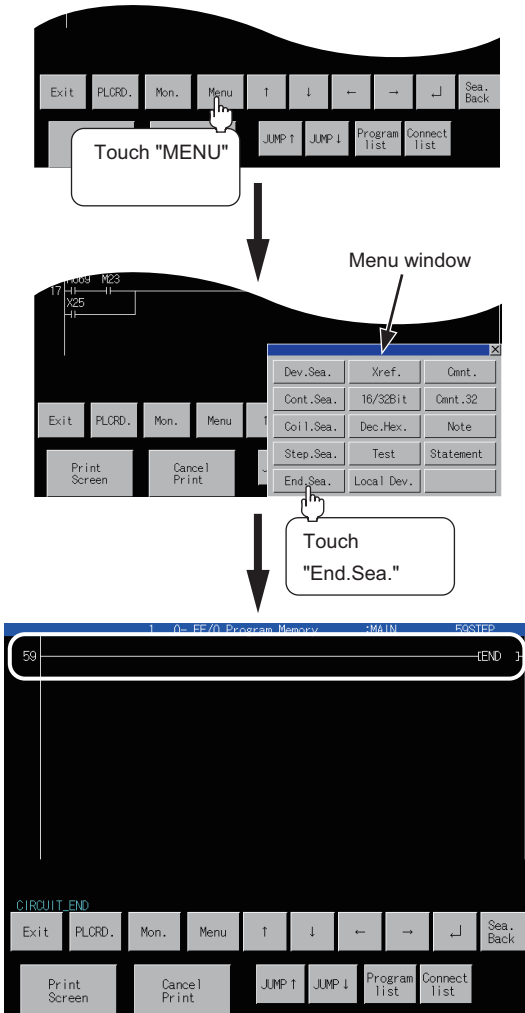 Exit PLCRD. Mon. Menu ↑ ↓ ← → ↵ Sea. Back
JUMP↑ JUMP↓ Program list Connect list
Touch "MENU"
Menu window
M23
17
X25
Dev.Sea. Xref. Cmnt.
Cont.Sea. 16/32Bit Cmnt.32
Coil.Sea. Dec.Hex. Note
Step.Sea. Test Statement
End.Sea. Local Dev.
Exit PLCRD. Mon. Menu
Print Screen Cancel Print
Touch
"End.Sea."
1 0- FF/0 Program Memory :MAIN 59STEP
59 [END ]
CIRCUIT_END
Exit PLCRD. Mon. Menu ↑ ↓ ← → ↵ Sea. Back
Print Screen Cancel Print JUMP↑ JUMP↓ Program list Connect list